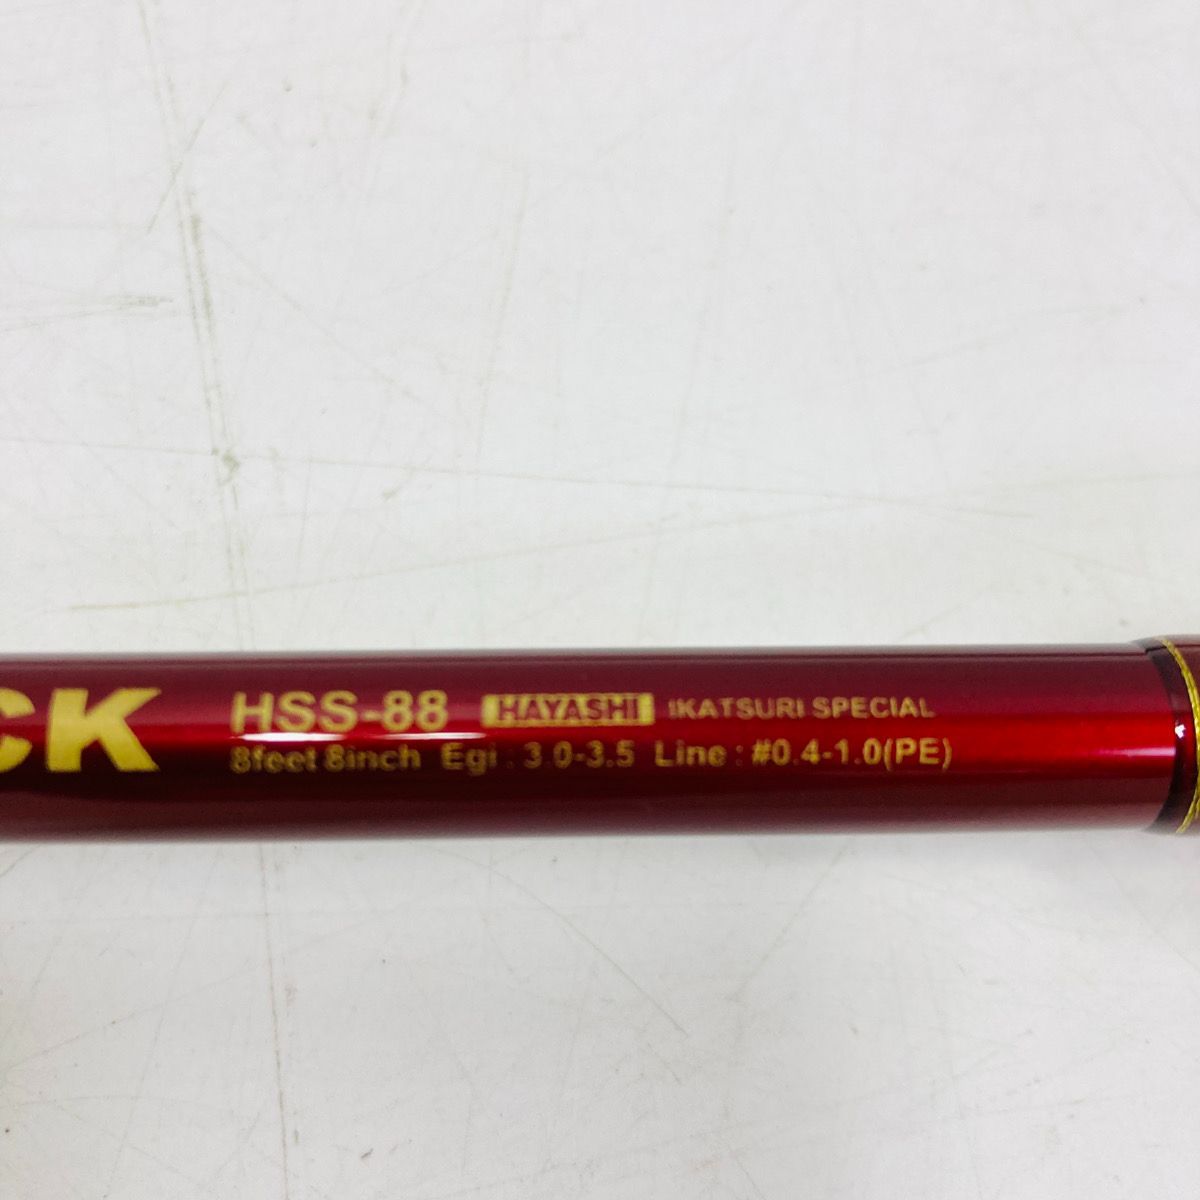 CK HSS-88 HAYASHI IKATSURI SPECIAL
8feet 8inch Egi : 3.0-3.5 Line : #0.4-1.0(PE)